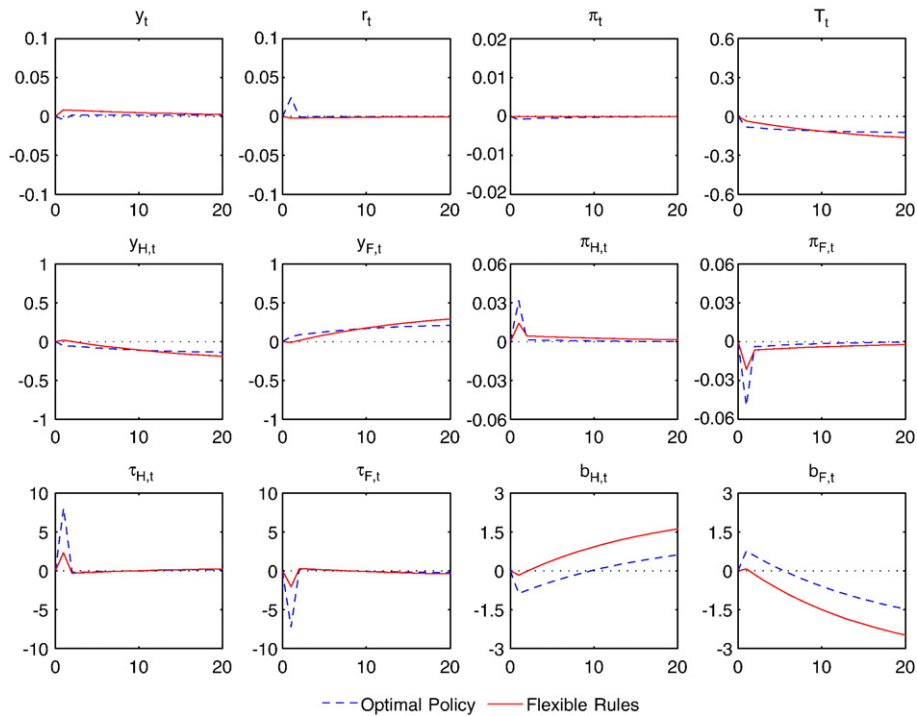 y_t r_t π_t T_t
0.1 0.1 0.02 0.6
0.05 0.05 0.01 0.3
0 0 0 0
-0.05 -0.05 -0.01 -0.3
-0.1 -0.1 -0.02 -0.6
0 10 20 0 10 20 0 10 20 0 10 20
y_H,t y_F,t π_H,t π_F,t
1 1 0.06 0.06
0.5 0.5 0.03 0.03
0 0 0 0
-0.5 -0.5 -0.03 -0.03
-1 -1 -0.06 -0.06
0 10 20 0 10 20 0 10 20 0 10 20
τ_H,t τ_F,t b_H,t b_F,t
10 10 3 3
5 5 1.5 1.5
0 0 0 0
-5 -5 -1.5 -1.5
-10 -10 -3 -3
0 10 20 0 10 20 0 10 20 0 10 20
Optimal Policy Flexible Rules